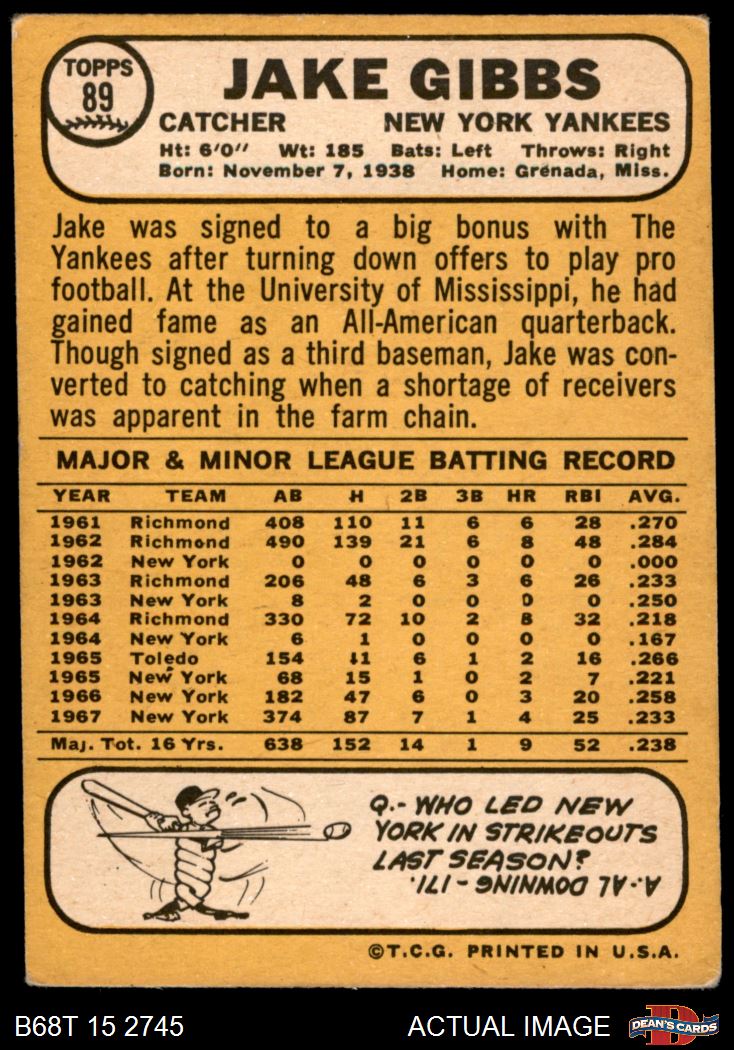 TOPPS
89
JAKE GIBBS
CATCHER NEW YORK YANKEES
Ht: 6'0" Wt: 185 Bats: Left Throws: Right
Born: November 7, 1938 Home: Grenada, Miss.
Jake was signed to a big bonus with The
Yankees after turning down offers to play pro
football. At the University of Mississippi, he had
gained fame as an All-American quarterback.
Though signed as a third baseman, Jake was con-
verted to catching when a shortage of receivers
was apparent in the farm chain.
MAJOR & MINOR LEAGUE BATTING RECORD
YEAR TEAM AB H 2B 3B HR RBI AVG.
1961 Richmond 408 110 11 6 6 28 .270
1962 Richmond 490 139 21 6 8 48 .284
1962 New York 0 0 0 0 0 0 .000
1963 Richmond 206 48 6 3 6 26 .233
1963 New York 8 2 0 0 0 0 .250
1964 Richmond 330 72 10 2 8 32 .218
1964 New York 6 1 0 0 0 0 .167
1965 Toledo 154 41 6 1 2 16 .266
1965 New York 68 15 1 0 2 7 .221
1966 New York 182 47 6 0 3 20 .258
1967 New York 374 87 7 1 4 25 .233
Maj. Tot. 16 Yrs. 638 152 14 1 9 52 .238
Q.- WHO LED NEW
YORK IN STRIKEOUTS
LAST SEASON?
A.- AL DOWNING - 171.
©T.C.G. PRINTED IN U.S.A.
B68T 15 2745 ACTUAL IMAGE D DEAN'S CARDS